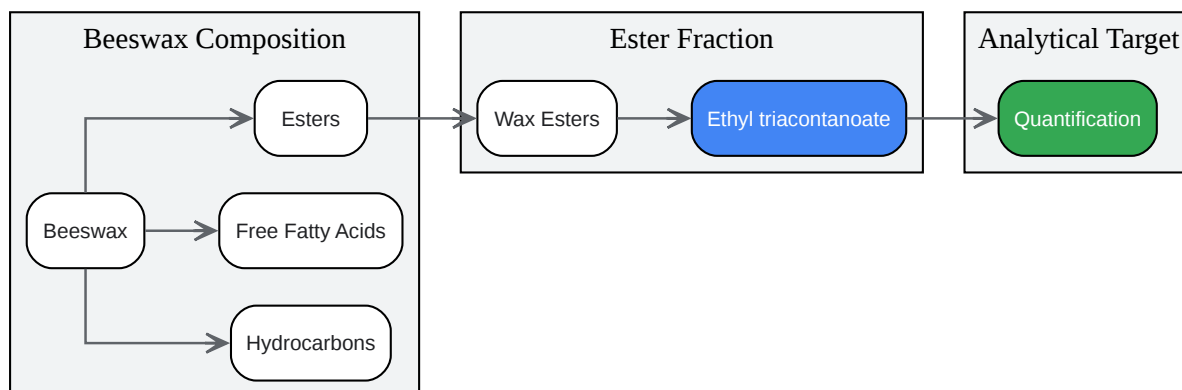 Beeswax Composition
Esters
Beeswax
Free Fatty Acids
Hydrocarbons
Ester Fraction
Wax Esters
Ethyl triacontanoate
Analytical Target
Quantification